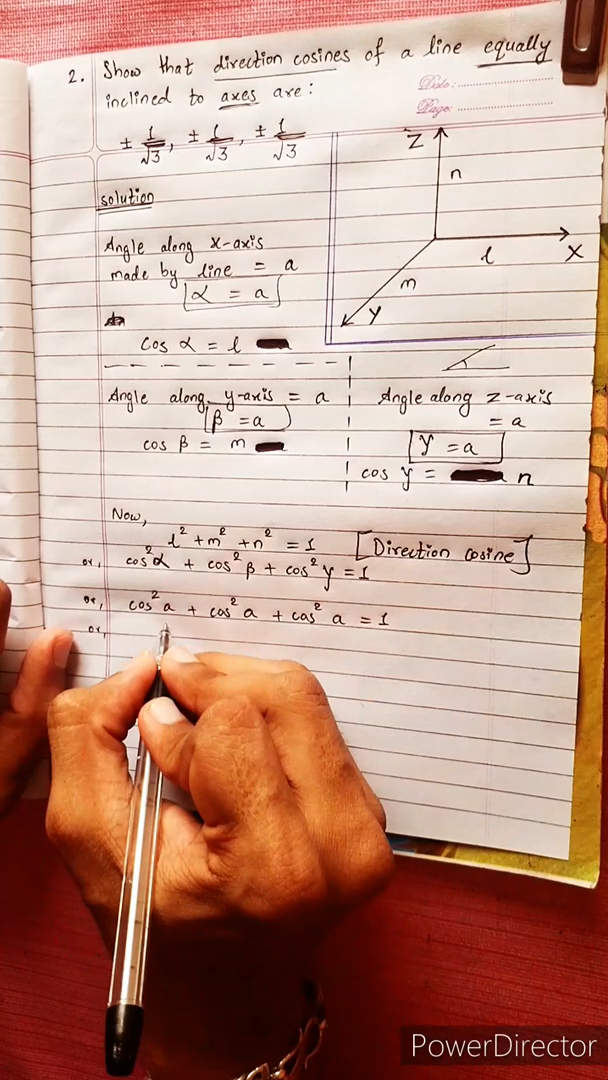 2. Show that direction cosines of a line equally
inclined to axes are:
Date:
Page:
± 1/√3, ± 1/√3, ± 1/√3
solution
Z
n
l
X
m
Y
Angle along x-axis
made by line = a
α = a
cos α = l
Angle along y-axis = a
β = a
cos β = m
Angle along z-axis
= a
γ = a
cos γ = n
Now,
l² + m² + n² = 1 [Direction cosine]
or, cos²α + cos²β + cos²γ = 1
or, cos²a + cos²a + cos²a = 1
or,
PowerDirector